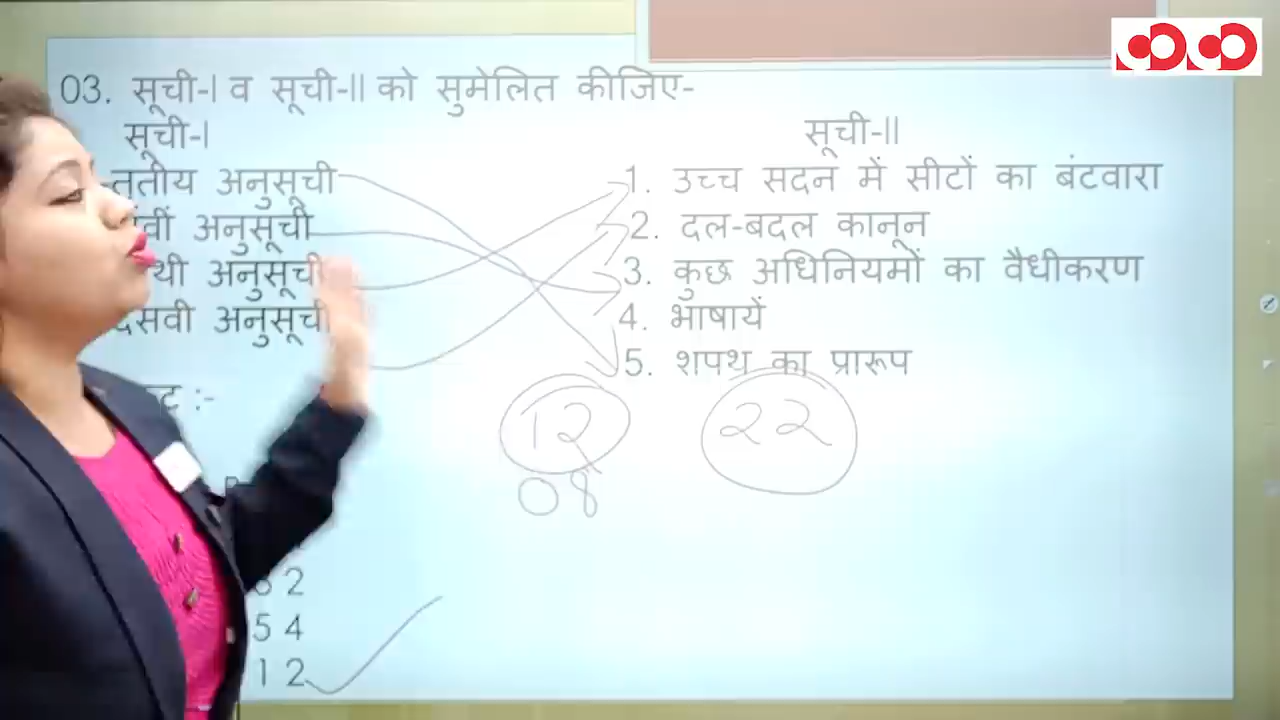 03. सूची-I व सूची-II को सुमेलित कीजिए-
सूची-I सूची-II
तृतीय अनुसूची 1. उच्च सदन में सीटों का बंटवारा
अनुसूची 2. दल-बदल कानून
अनुसूची 3. कुछ अधिनियमों का वैधीकरण
दसवी अनुसूची 4. भाषायें
5. शपथ का प्रारूप
:-
12 22
08
2
5 4
1 2